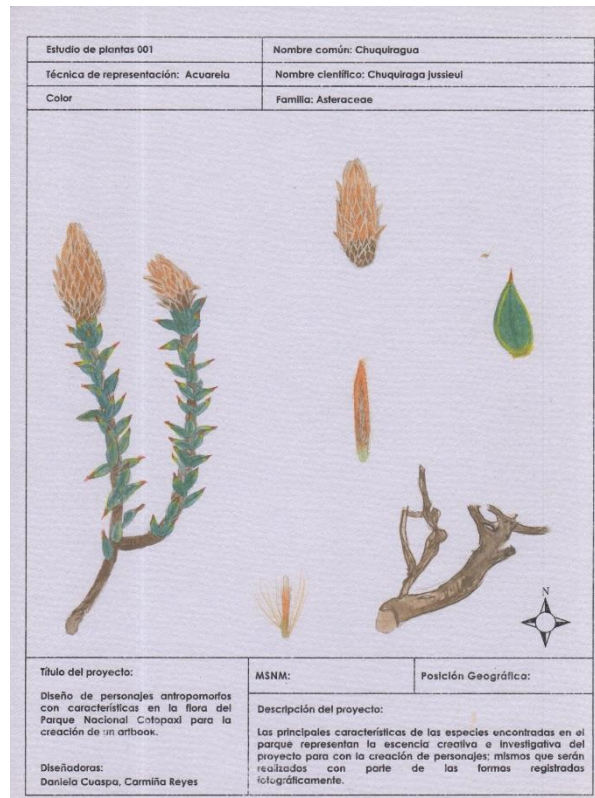 Estudio de plantas 001
Nombre común: Chuquiragua
Técnica de representación: Acuarela
Nombre científico: Chuquiraga jussieui
Color
Familia: Asteraceae
N
Título del proyecto:
Diseño de personajes antropomorfos
con características en la flora del
Parque Nacional Cotopaxi para la
creación de un artbook.
Diseñadoras:
Daniela Cuaspa, Carmiña Reyes
MSNM:
Posición Geográfica:
Descripción del proyecto:
Las principales características de las especies encontradas en el
parque representan la escencia creativa e investigativa del
proyecto para con la creación de personajes; mismos que serán
realizados con parte de las formas registradas
fotográficamente.